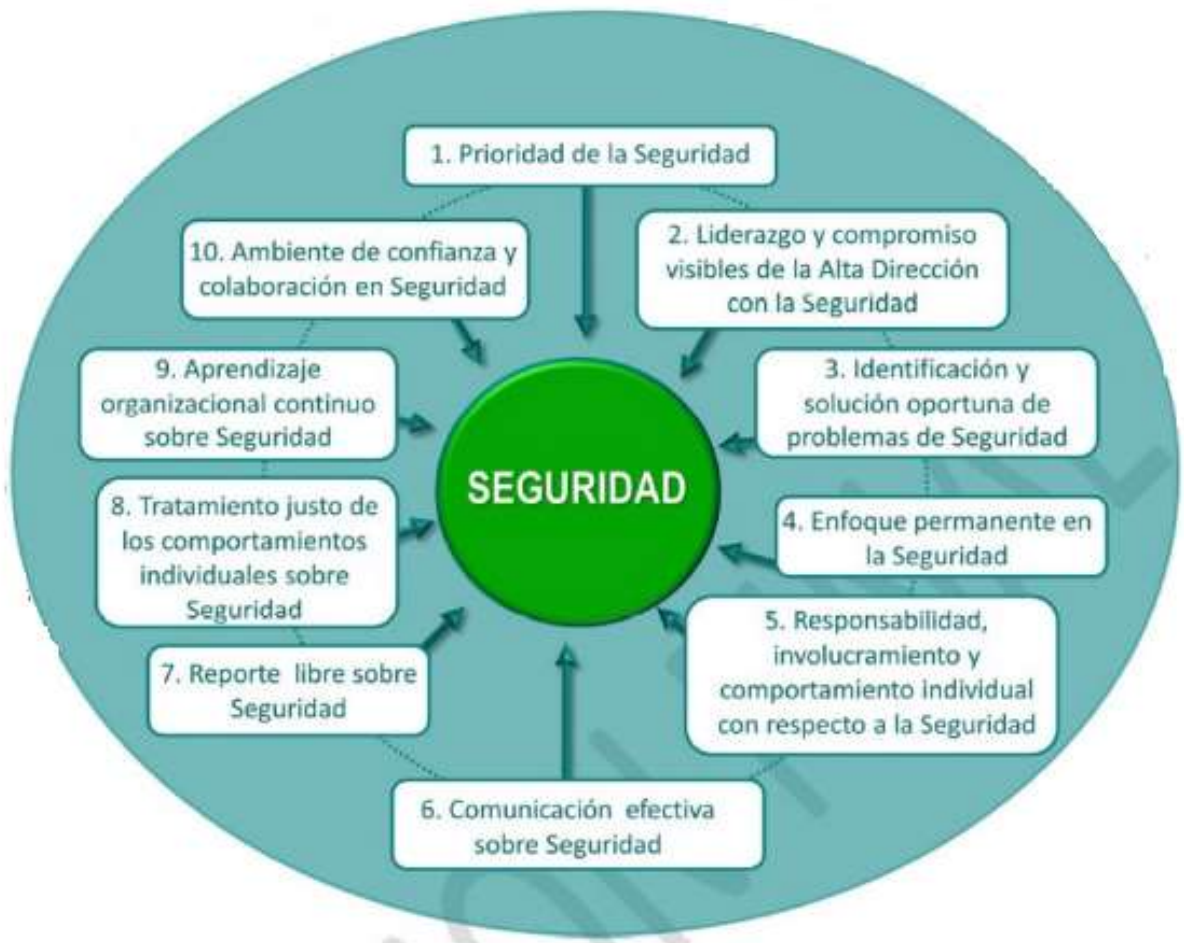 1. Prioridad de la Seguridad
2. Liderazgo y compromiso
visibles de la Alta Dirección
con la Seguridad
3. Identificación y
solución oportuna de
problemas de Seguridad
4. Enfoque permanente en
la Seguridad
5. Responsabilidad,
involucramiento y
comportamiento individual
con respecto a la Seguridad
6. Comunicación efectiva
sobre Seguridad
7. Reporte libre sobre
Seguridad
8. Tratamiento justo de
los comportamientos
individuales sobre
Seguridad
9. Aprendizaje
organizacional continuo
sobre Seguridad
10. Ambiente de confianza y
colaboración en Seguridad
SEGURIDAD